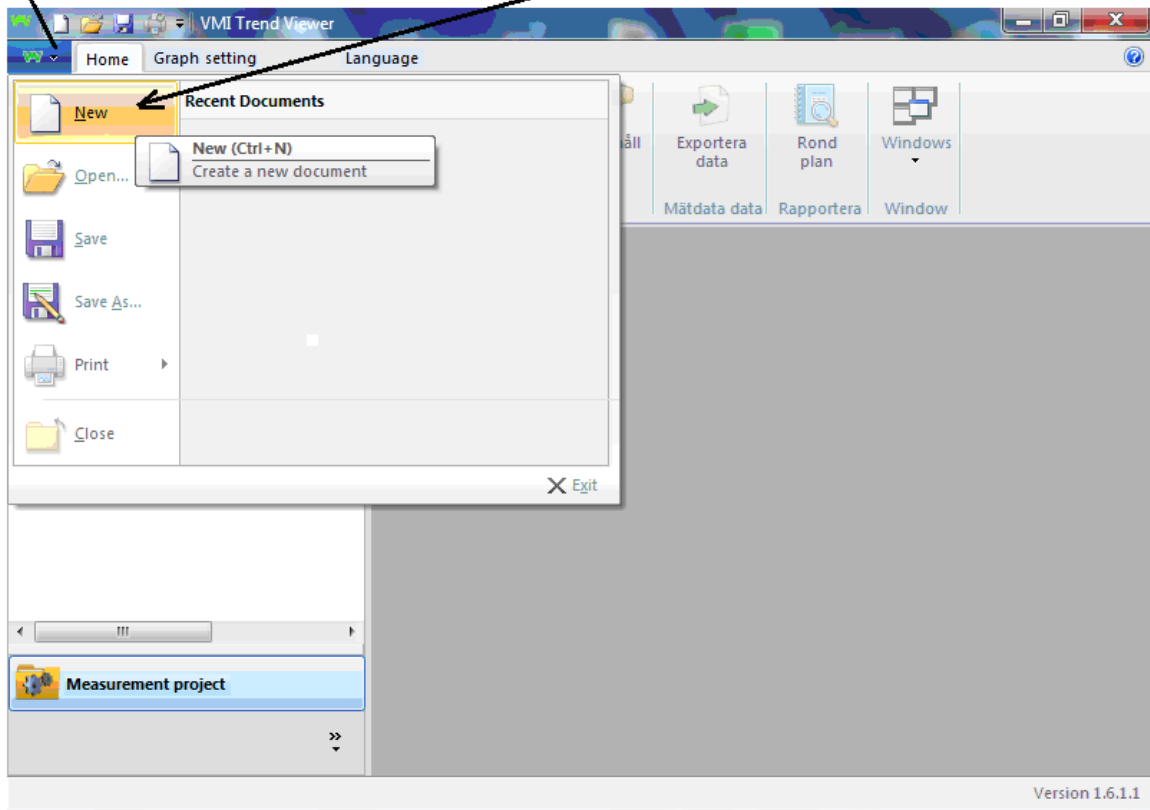 VMI Trend Viewer
Home Graph setting Language
New
Recent Documents
New (Ctrl+N)
Create a new document
Open...
Save
Save As...
Print
Close
Exit
Exportera
data
Rond
plan
Windows
Mätdata data Rapportera Window
Measurement project
Version 1.6.1.1